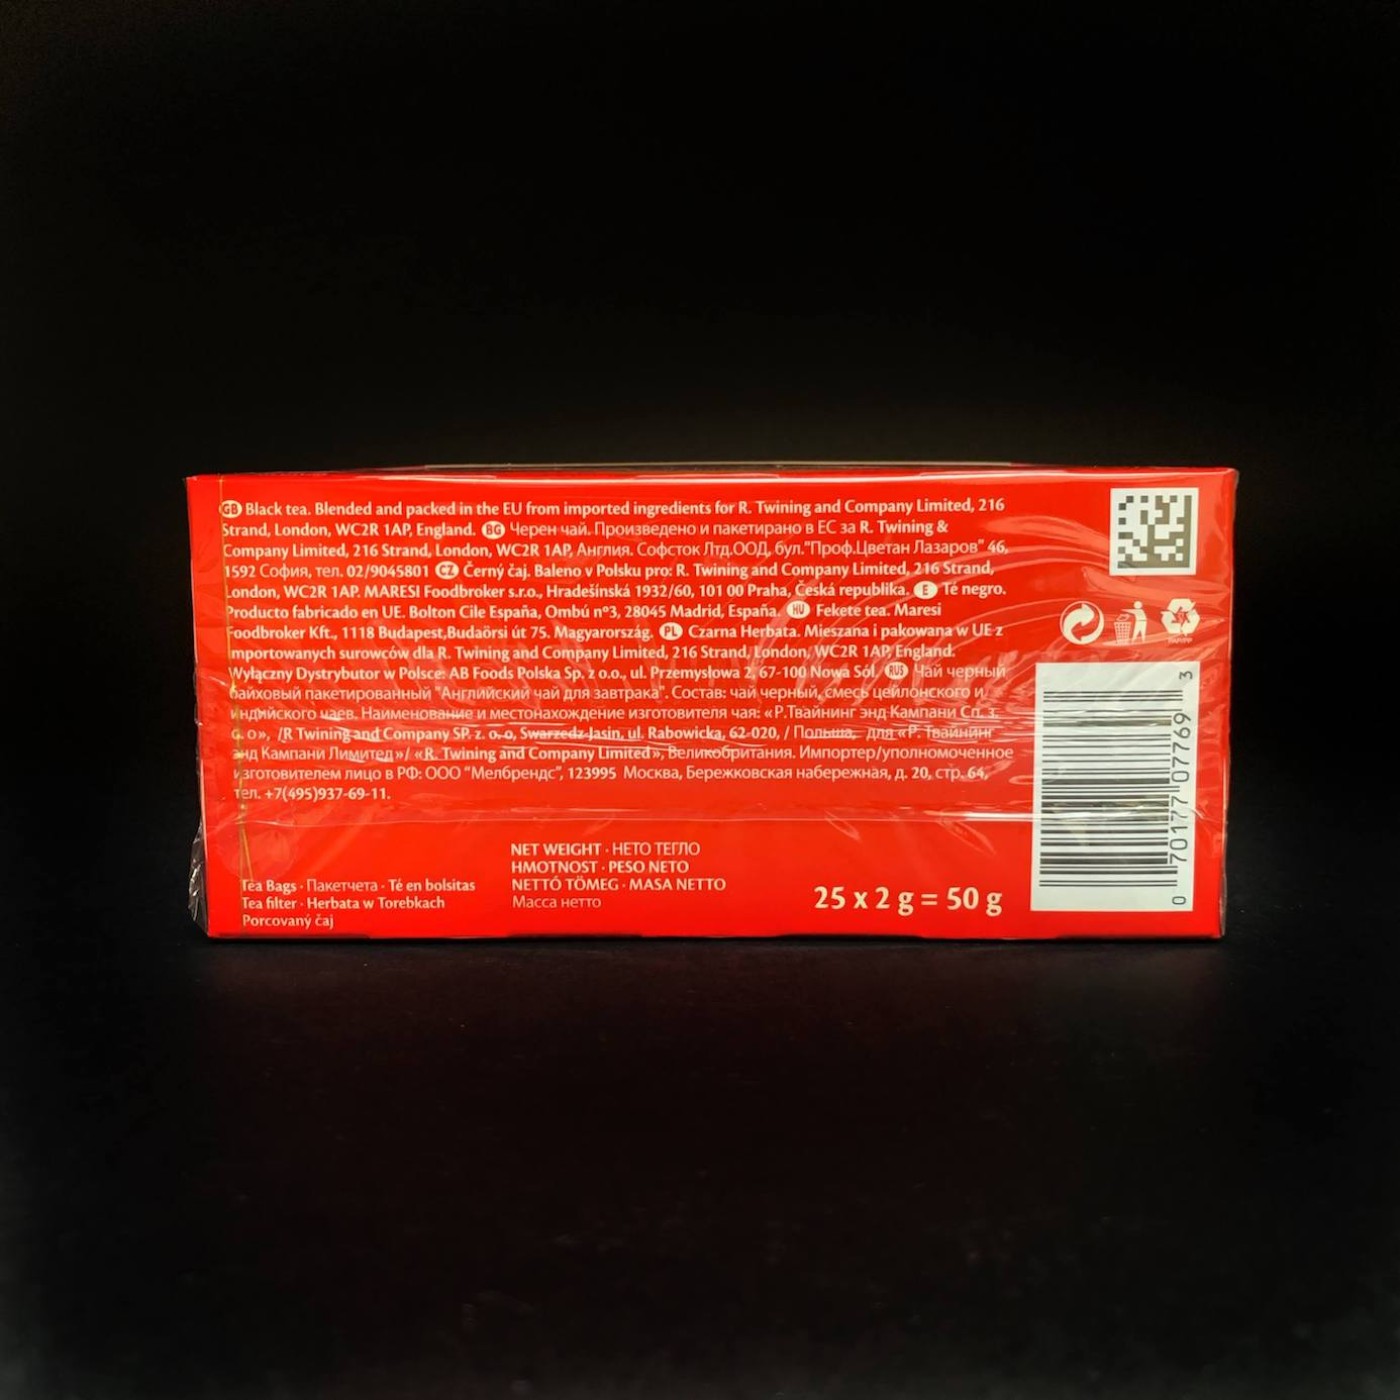 GB Black tea. Blended and packed in the EU from imported ingredients for R. Twining and Company Limited, 216
Strand, London, WC2R 1AP, England. BG Черен чай. Произведено и пакетирано в ЕС за R. Twining &
Company Limited, 216 Strand, London, WC2R 1AP, Англия. Софсток Лтд.ООД, бул."Проф.Цветан Лазаров" 46,
1592 София, тел. 02/9045801 CZ Černý čaj. Baleno v Polsku pro: R. Twining and Company Limited, 216 Strand,
London, WC2R 1AP. MARESI Foodbroker s.r.o., Hradešínská 1932/60, 101 00 Praha, Česká republika. E Té negro.
Producto fabricado en UE. Bolton Cile España, Ombú nº3, 28045 Madrid, España. HU Fekete tea. Maresi
Foodbroker Kft., 1118 Budapest,Budaörsi út 75. Magyarország. PL Czarna Herbata. Mieszana i pakowana w UE z
importowanych surowców dla R. Twining and Company Limited, 216 Strand, London, WC2R 1AP, England.
Wyłączny Dystrybutor w Polsce: AB Foods Polska Sp. z o.o., ul. Przemysłowa 2, 67-100 Nowa Sól. RUS Чай черный
байховый пакетированный "Английский чай для завтрака". Состав: чай черный, смесь цейлонского и
индийского чаев. Наименование и местонахождение изготовителя чая: «Р.Твайнинг энд Кампани Сп. з.
о.о», /R Twining and Company SP. z. o. o, Swarzedz-Jasin, ul. Rabowicka, 62-020, / Польша, для «Р. Твайнинг
энд Кампани Лимитед»/ «R. Twining and Company Limited», Великобритания. Импортер/уполномоченное
изготовителем лицо в РФ: ООО "Мелбрендс", 123995 Москва, Бережковская набережная, д. 20, стр. 64,
тел. +7(495)937-69-11.
NET WEIGHT · НЕТО ТЕГЛО
HMOTNOST · PESO NETO
NETTÓ TÖMEG · MASA NETTO
Масса нетто
Tea Bags · Пакетчета · Té en bolsitas
Tea filter · Herbata w Torebkach
Porcovaný čaj
25 x 2 g = 50 g
0 70177 07769 3